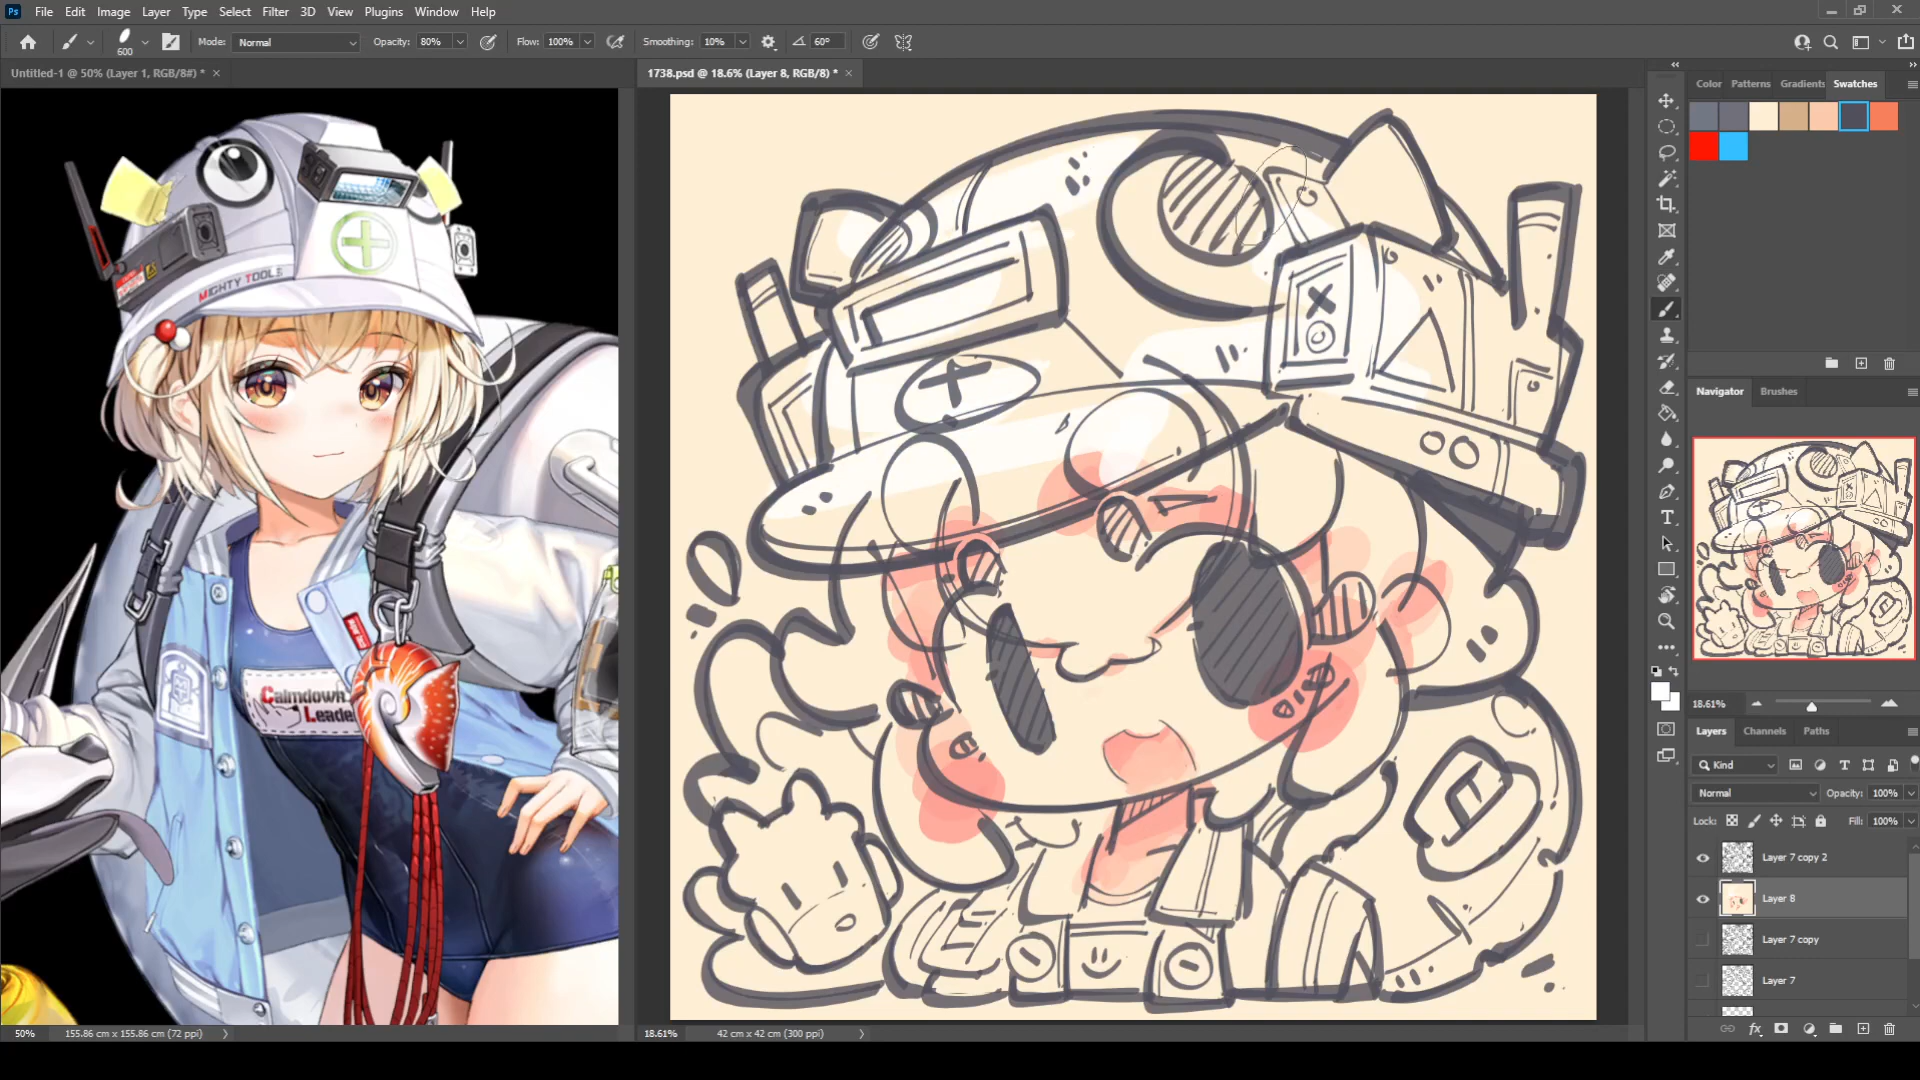 Ps File Edit Image Layer Type Select Filter 3D View Plugins Window Help
600 Mode: Normal Opacity: 80% Flow: 100% Smoothing: 10% 60°
Untitled-1 @ 50% (Layer 1, RGB/8#) * ×
1738.psd @ 18.6% (Layer 8, RGB/8) * ×
Color Patterns Gradients Swatches
MIGHTY TOOLS
Calmdown
Leader
Navigator Brushes
18.61%
Layers Channels Paths
Kind
Normal Opacity: 100%
Lock: Fill: 100%
Layer 7 copy 2
Layer 8
Layer 7 copy
Layer 7
50% 155.86 cm x 155.86 cm (72 ppi)
18.61% 42 cm x 42 cm (300 ppi)